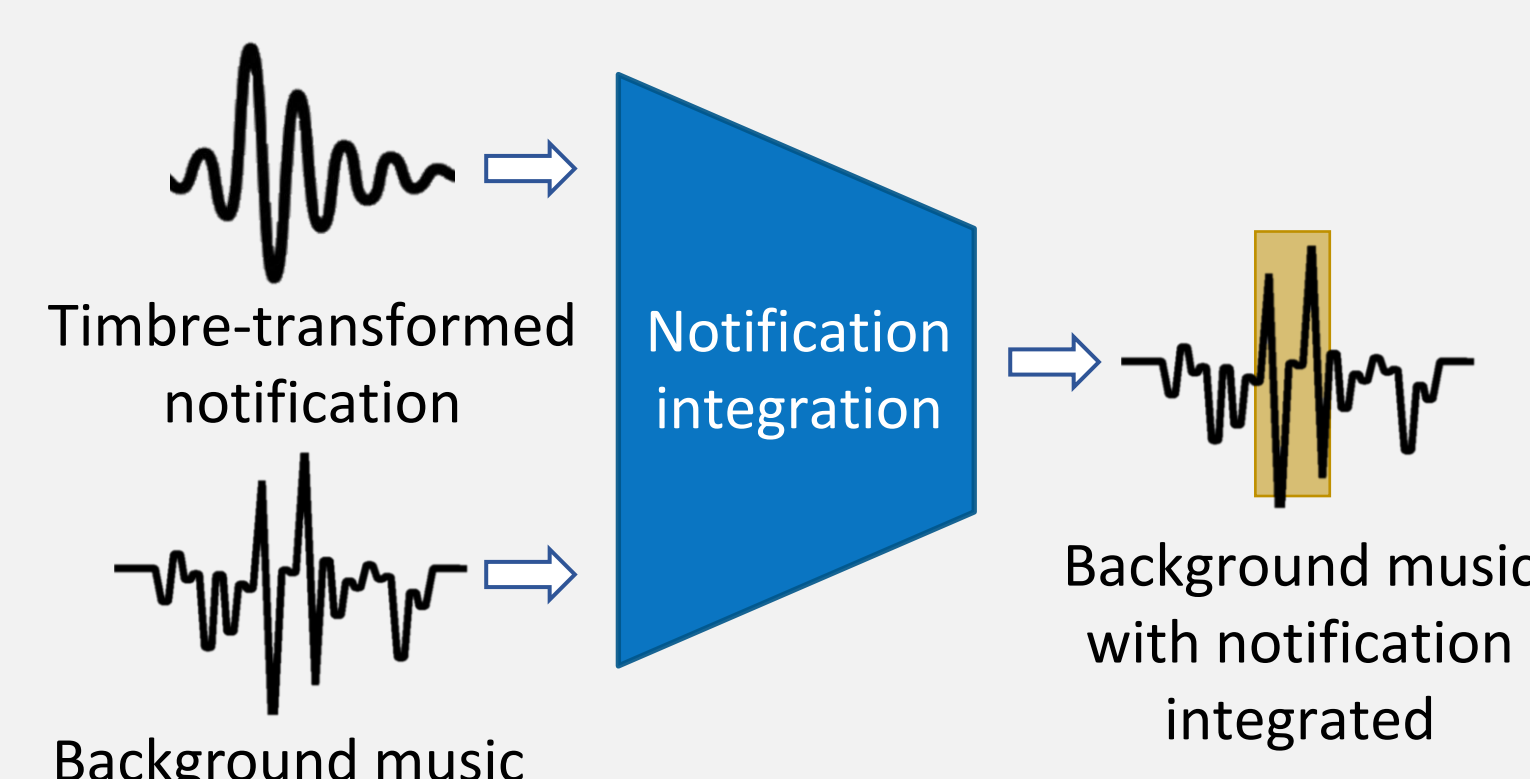 Timbre-transformed
notification
Background music
Notification
integration
Background music
with notification
integrated